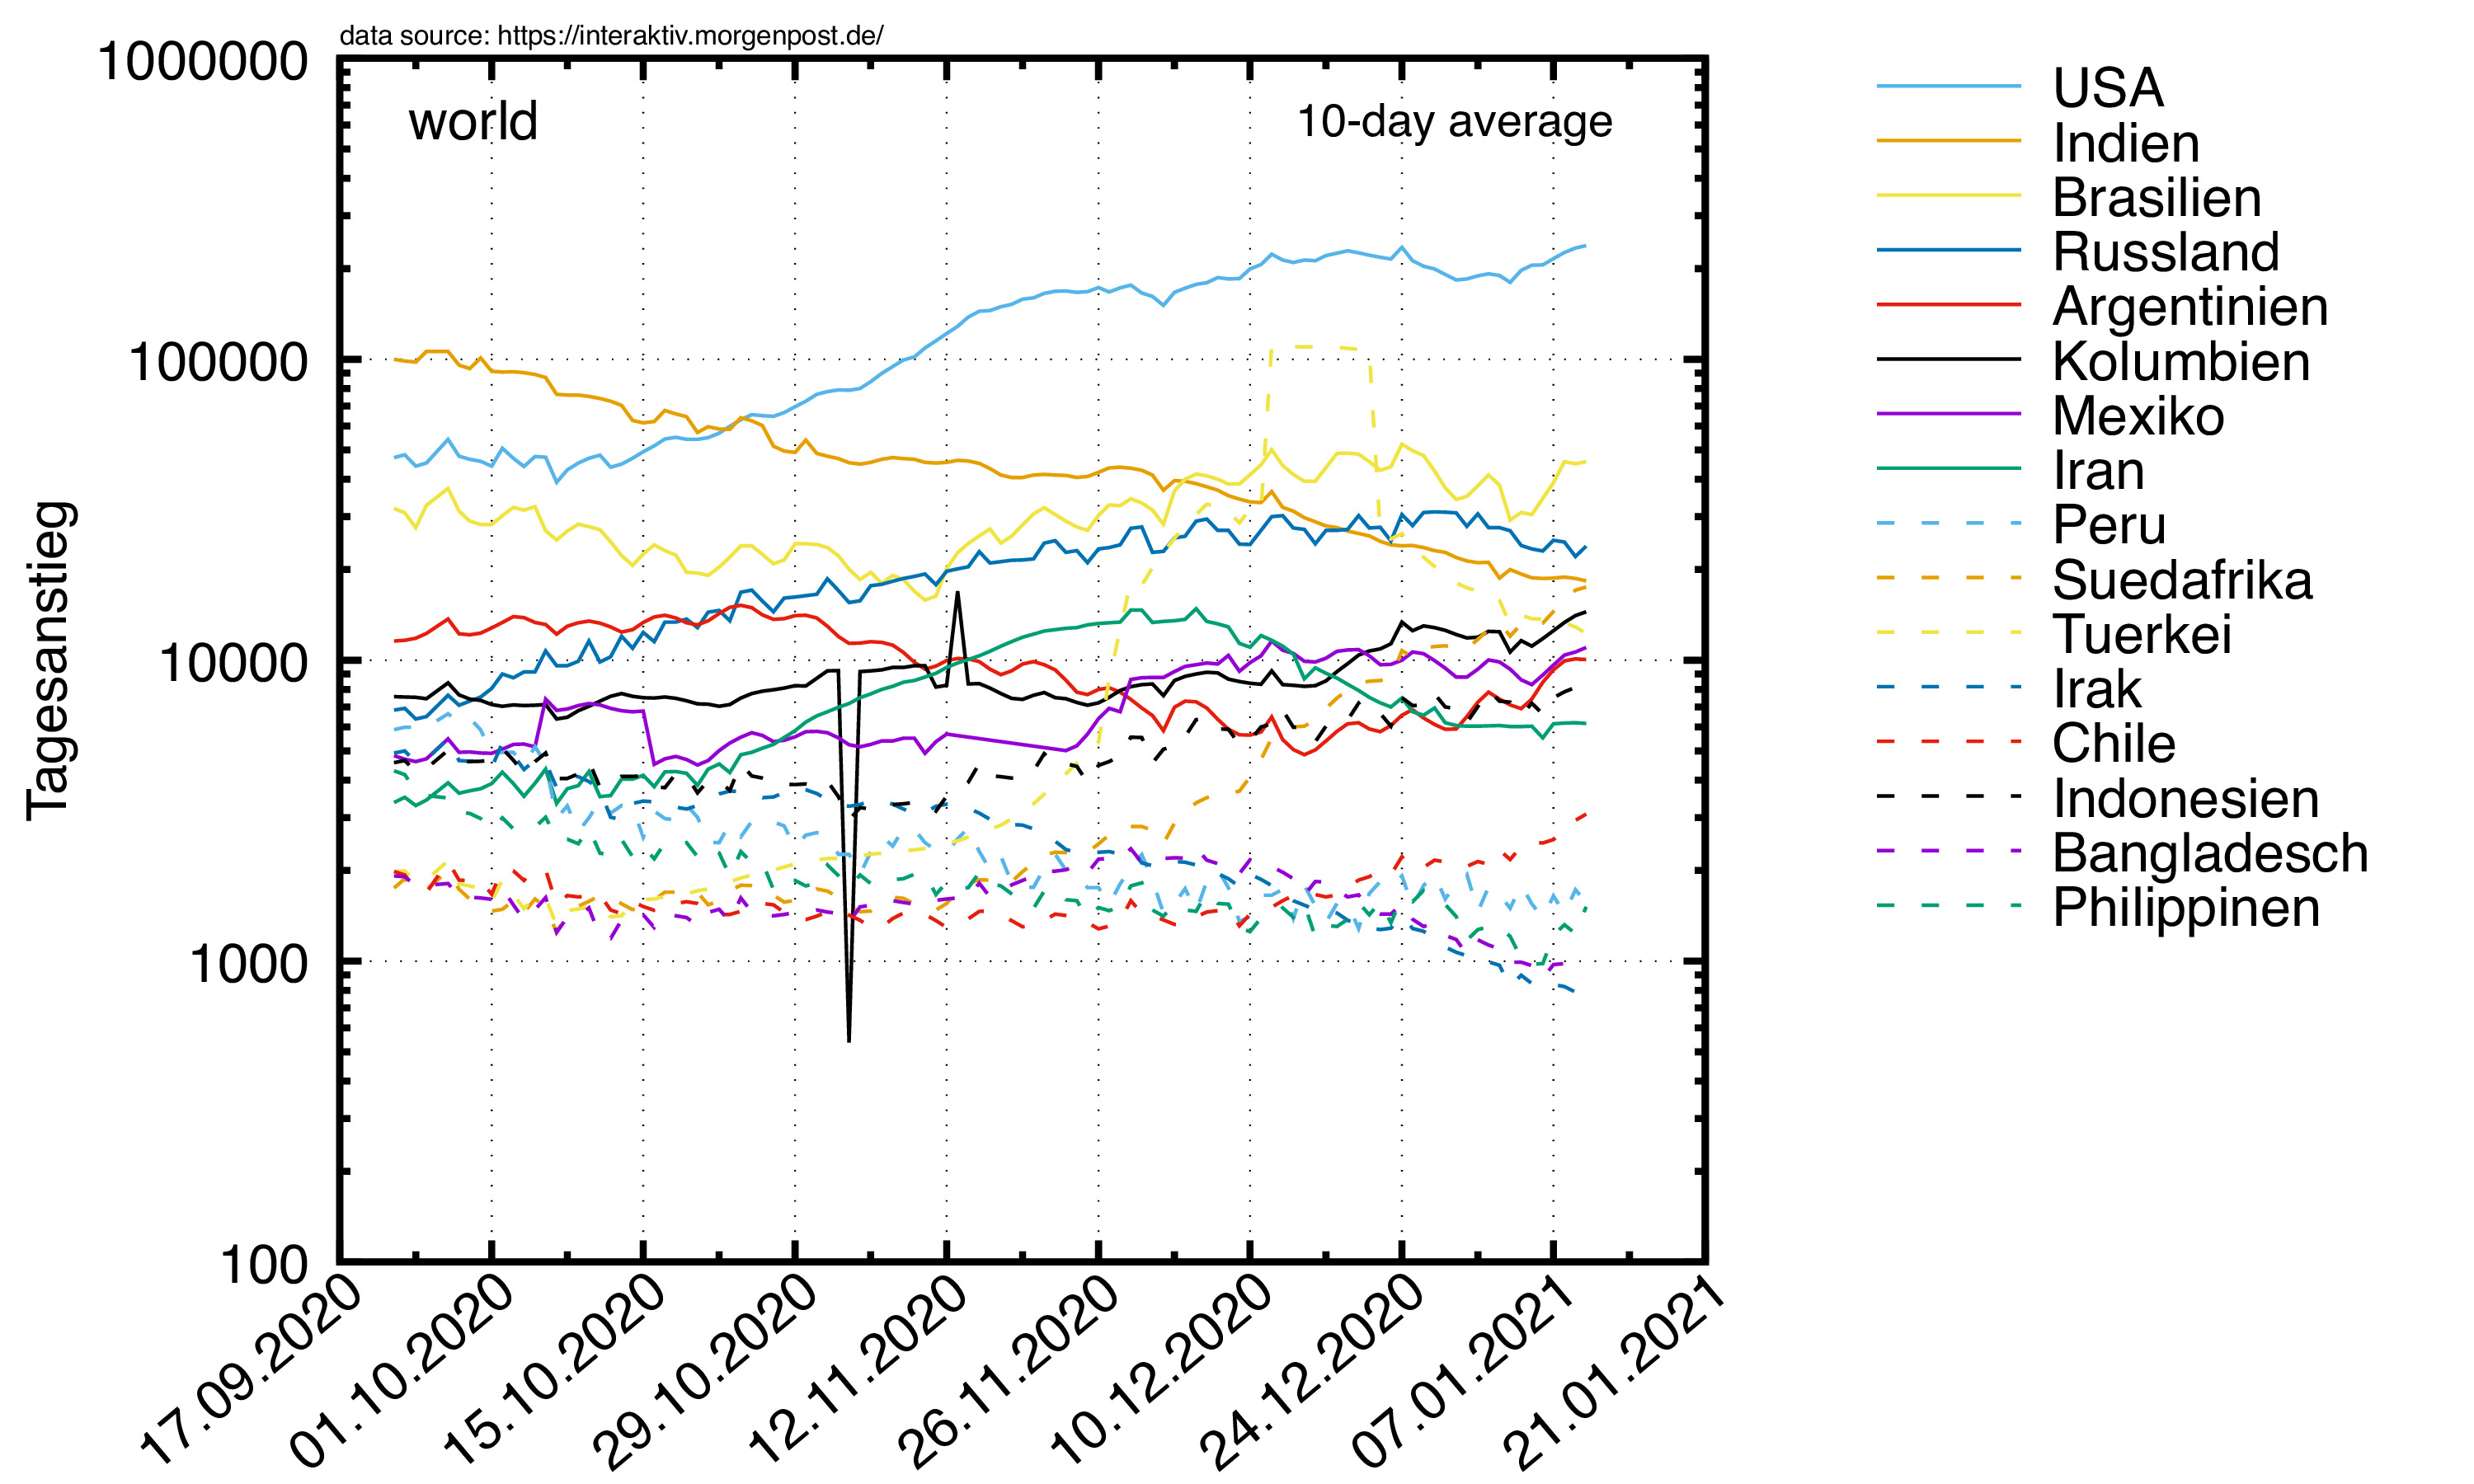 data source: https://interaktiv.morgenpost.de/
1000000
100000
10000
1000
100
Tagesanstieg
world
10-day average
17.09.2020
01.10.2020
15.10.2020
29.10.2020
12.11.2020
26.11.2020
10.12.2020
24.12.2020
07.01.2021
21.01.2021
USA
Indien
Brasilien
Russland
Argentinien
Kolumbien
Mexiko
Iran
Peru
Suedafrika
Tuerkei
Irak
Chile
Indonesien
Bangladesch
Philippinen